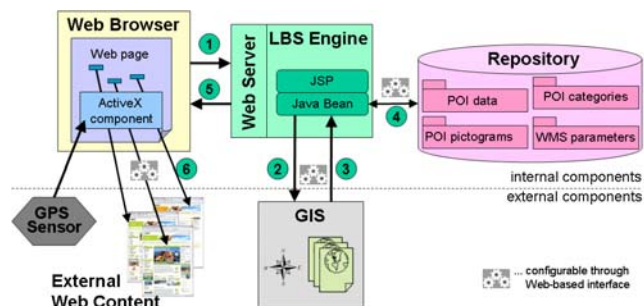 Web Browser
Web page
ActiveX
component
1
5
Web Server
LBS Engine
JSP
Java Bean
4
Repository
POI data
POI categories
POI pictograms
WMS parameters
6
2
3
internal components
external components
GPS
Sensor
GIS
External
Web Content
... configurable through
Web-based interface